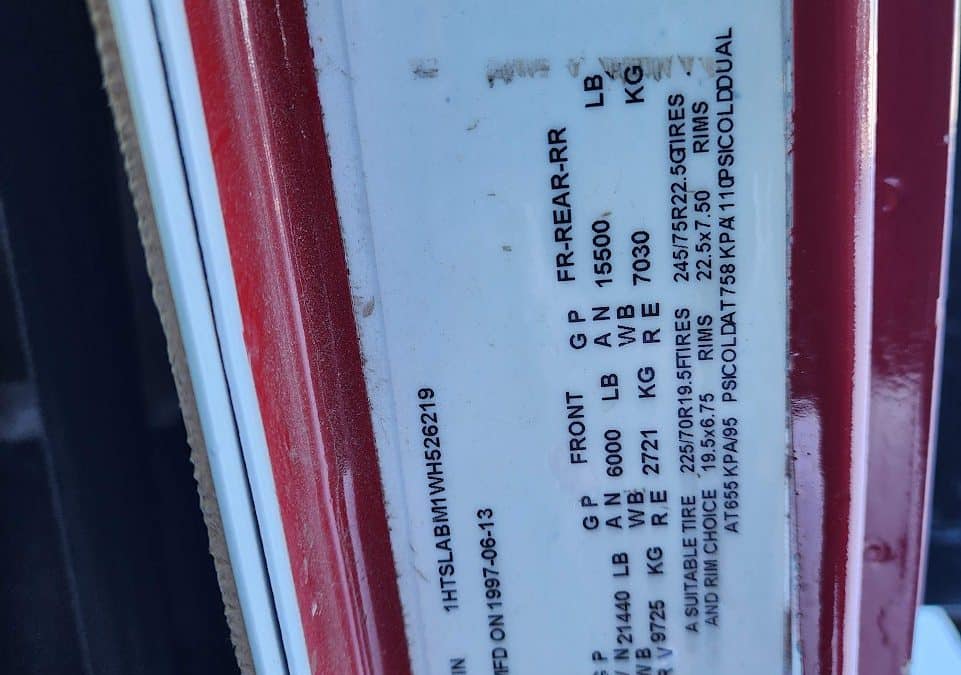 IN 1HTSLABM1WH526219
MFD ON 1997-06-13
G P G P FRONT G P FR-REAR-RR
V N 21440 LB A N 6000 LB A N 15500 LB
WB WB WB
R V 9725 KG R E 2721 KG R E 7030 KG
A SUITABLE TIRE 225/70R19.5FTIRES 245/75R22.5GTIRES
AND RIM CHOICE 19.5x6.75 RIMS 22.5x7.50 RIMS
AT655 KPA/95 PSICOLDAT758 KPA/110PSICOLDDUAL